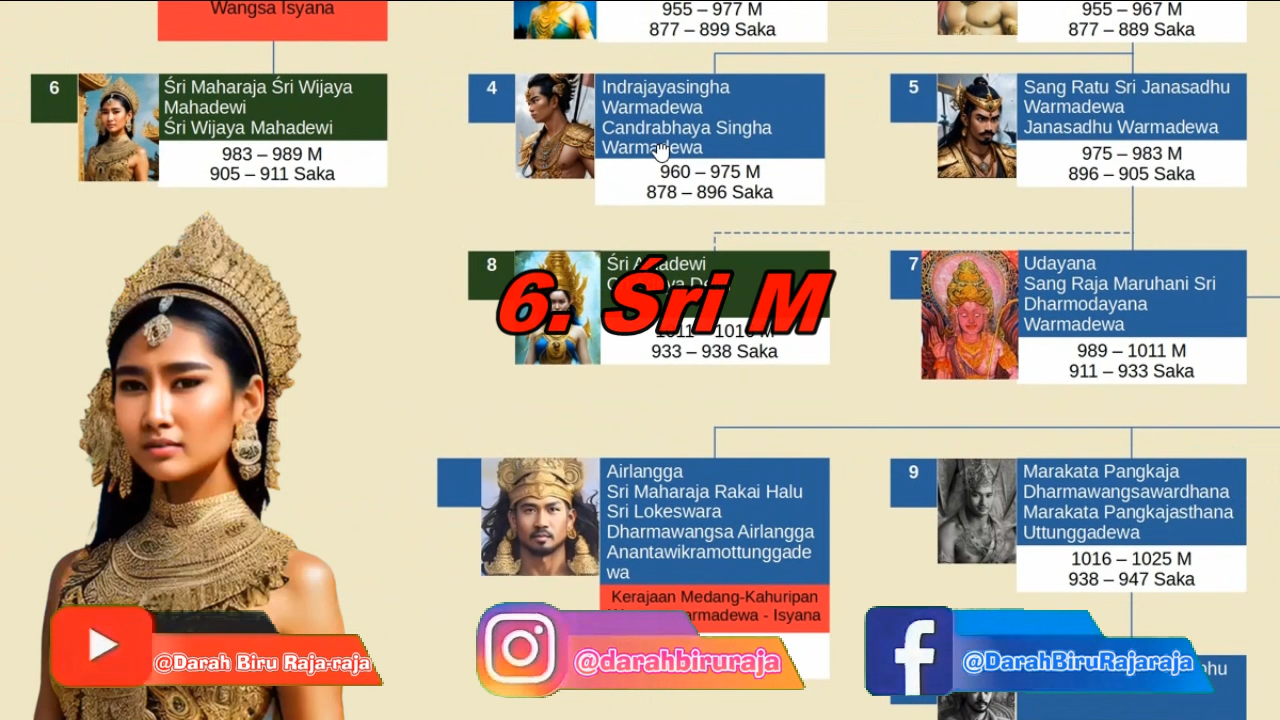 Wangsa Isyana
955 – 977 M
877 – 899 Saka
955 – 967 M
877 – 889 Saka
6
Śri Maharaja Śri Wijaya
Mahadewi
Śri Wijaya Mahadewi
983 – 989 M
905 – 911 Saka
4
Indrajayasingha
Warmadewa
Candrabhaya Singha
Warmadewa
960 – 975 M
878 – 896 Saka
5
Sang Ratu Sri Janasadhu
Warmadewa
Janasadhu Warmadewa
975 – 983 M
896 – 905 Saka
8
Śri
933 – 938 Saka
6. Śri M
7
Udayana
Sang Raja Maruhani Sri
Dharmodayana
Warmadewa
989 – 1011 M
911 – 933 Saka
Airlangga
Sri Maharaja Rakai Halu
Sri Lokeswara
Dharmawangsa Airlangga
Anantawikramottunggade
wa
Kerajaan Medang-Kahuripan
- Isyana
9
Marakata Pangkaja
Dharmawangsawardhana
Marakata Pangkajasthana
Uttunggadewa
1016 – 1025 M
938 – 947 Saka
@Darah Biru Raja-raja
@darahbiruraja
@DarahBiruRajaraja